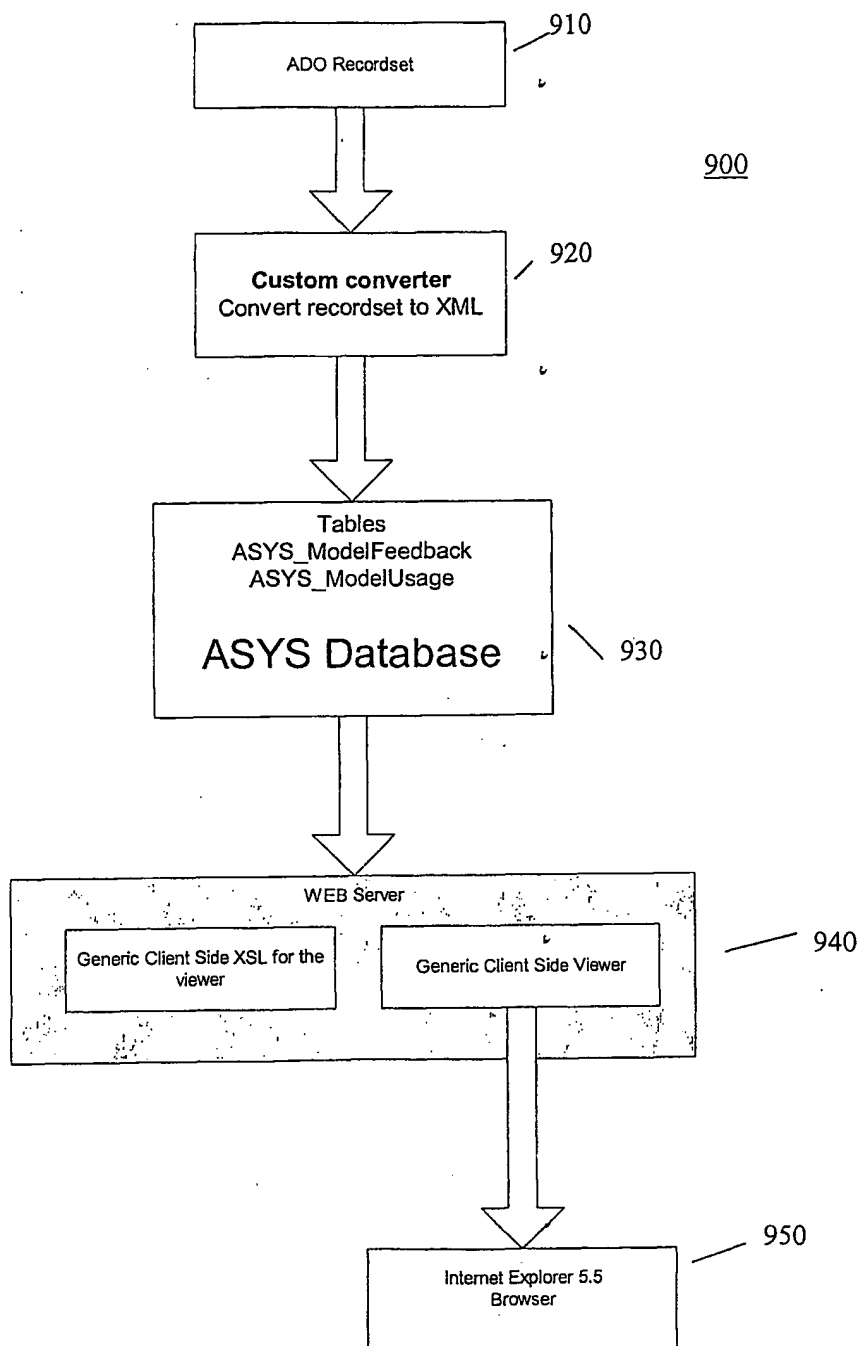 910
ADO Recordset
900
920
Custom converter
Convert recordset to XML
Tables
ASYS_ModelFeedback
ASYS_ModelUsage
ASYS Database
930
WEB Server
Generic Client Side XSL for the
viewer
Generic Client Side Viewer
940
950
Internet Explorer 5.5
Browser